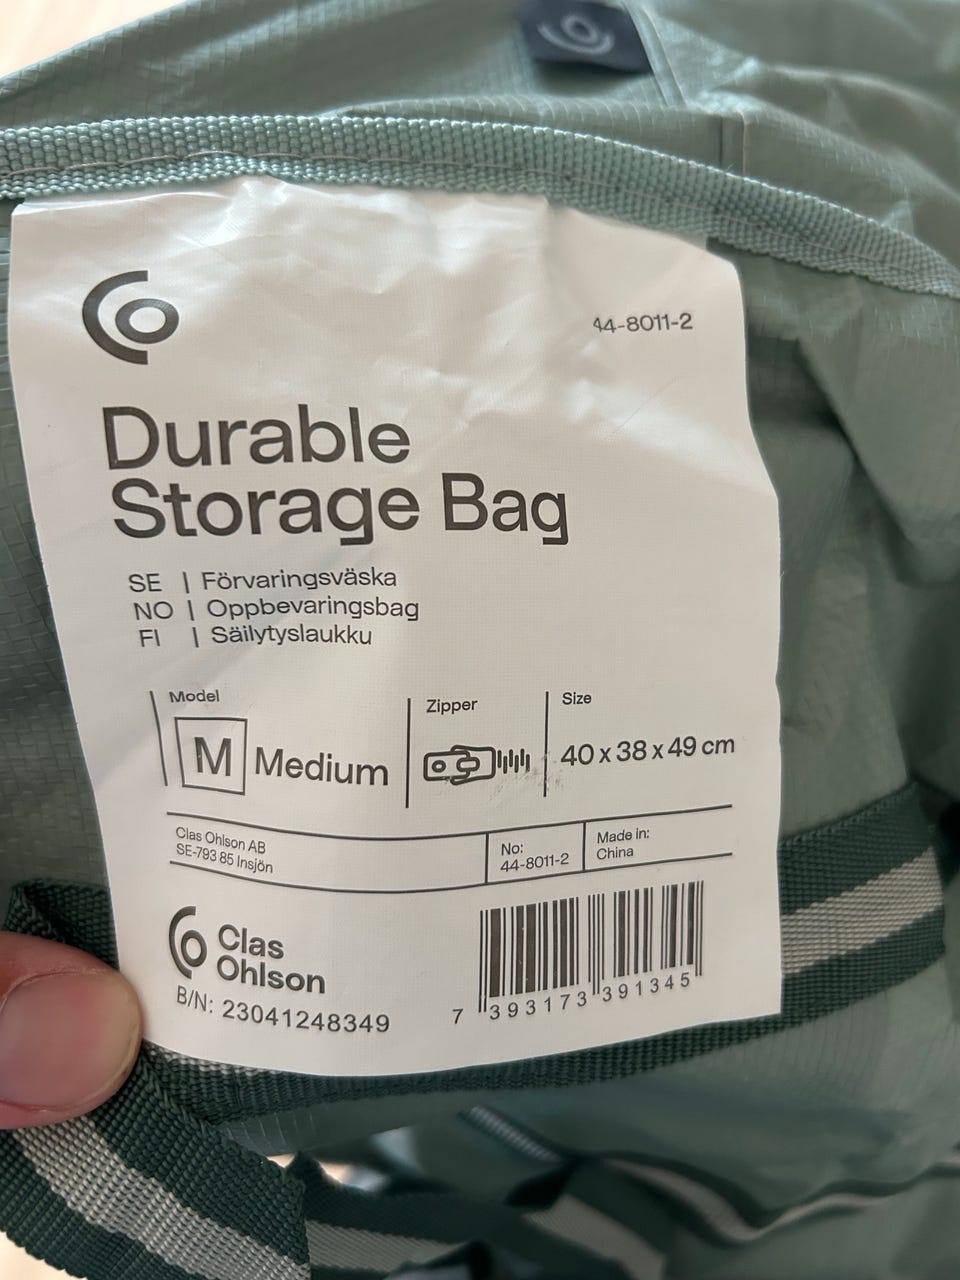 44-8011-2
Durable
Storage Bag
SE | Förvaringsväska
NO | Oppbevaringsbag
FI | Säilytyslaukku
Model
M Medium
Zipper
Size
40 x 38 x 49 cm
Clas Ohlson AB
SE-793 85 Insjön
No:
44-8011-2
Made in:
China
Clas
Ohlson
B/N: 23041248349
7 393173 391345